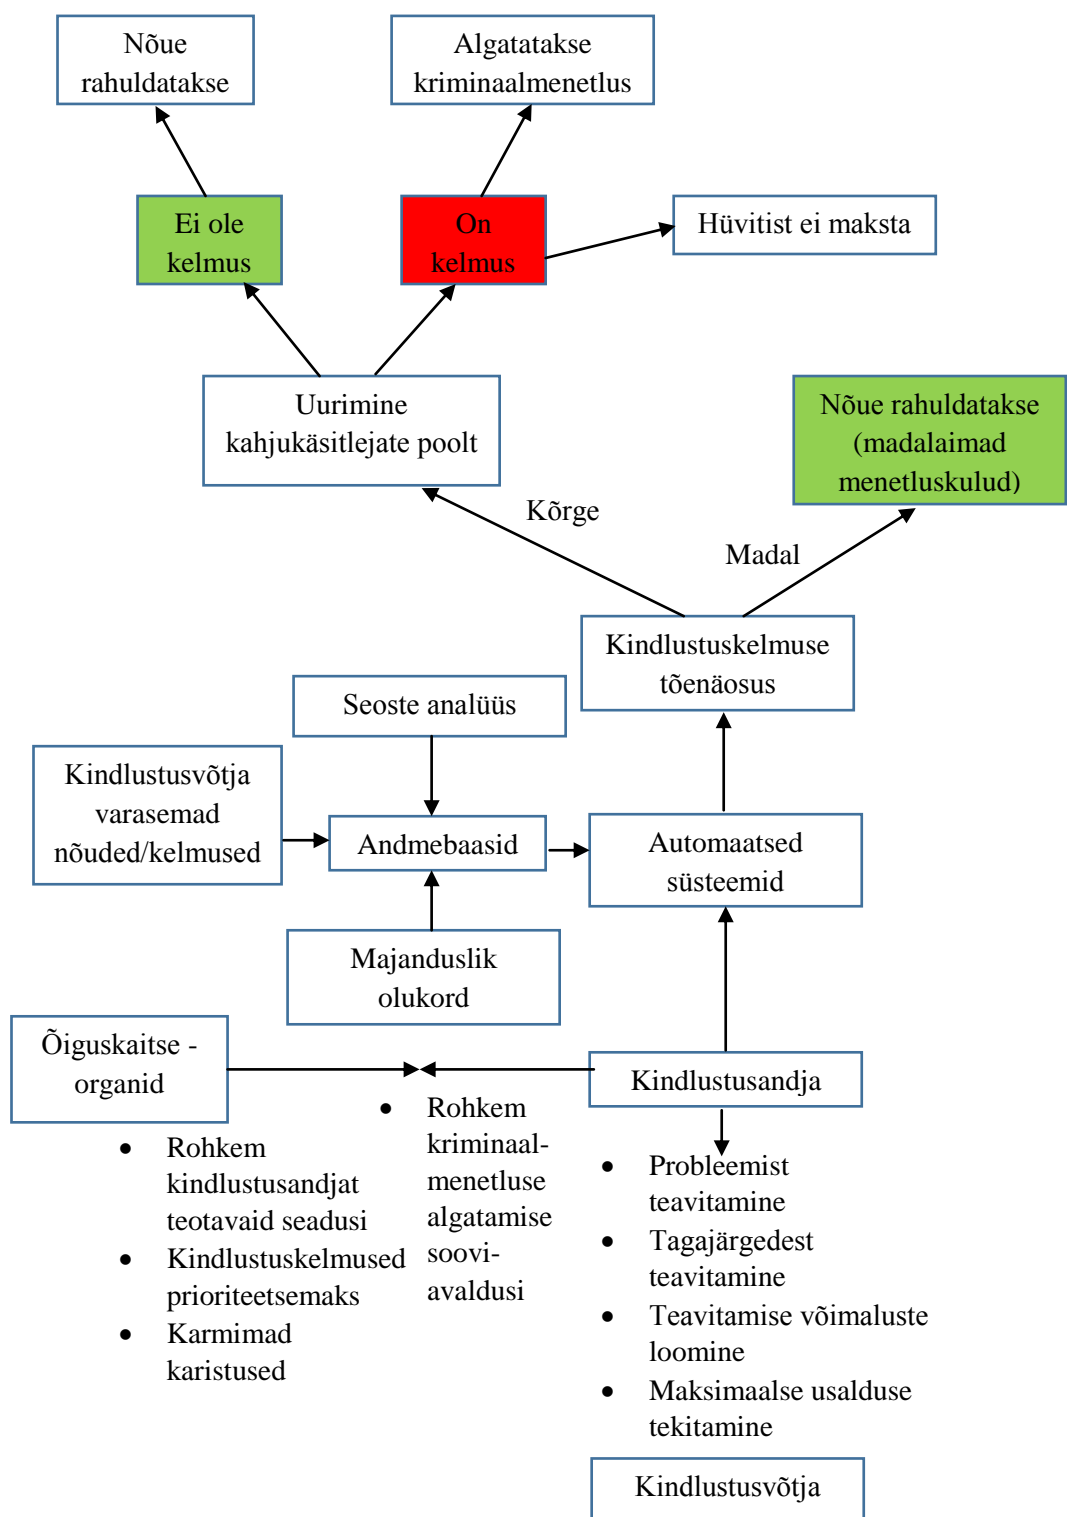 Nõue
rahuldatakse
Algatatakse
kriminaalmenetlus
Ei ole
kelmus
On
kelmus
Hüvitist ei maksta
Uurimine
kahjukäsitlejate poolt
Nõue rahuldatakse
(madalaimad
menetluskulud)
Kõrge
Madal
Kindlustuskelmuse
tõenäosus
Seoste analüüs
Kindlustusvõtja
varasemad
nõuded/kelmused
Andmebaasid
Automaatsed
süsteemid
Majanduslik
olukord
Õiguskaitse -
organid
Kindlustusandja
• Rohkem
kindlustusandjat
teotavaid seadusi
• Kindlustuskelmused
prioriteetsemaks
• Karmimad
karistused
• Rohkem
kriminaal-
menetluse
algatamise
soovi-
avaldusi
• Probleemist
teavitamine
• Tagajärgedest
teavitamine
• Teavitamise võimaluste
loomine
• Maksimaalse usalduse
tekitamine
Kindlustusvõtja